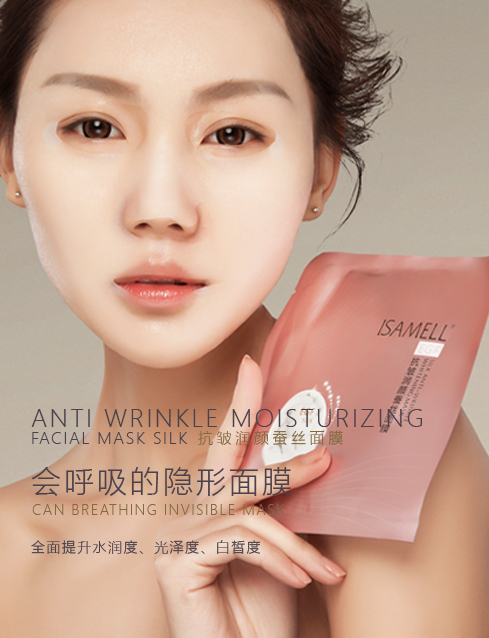 ISAMELL
EGF
ANTI WRINKLE MOISTURIZING
FACIAL MASK SILK 抗皱润颜蚕丝面膜
会呼吸的隐形面膜
CAN BREATHING INVISIBLE MASK
全面提升水润度、光泽度、白皙度